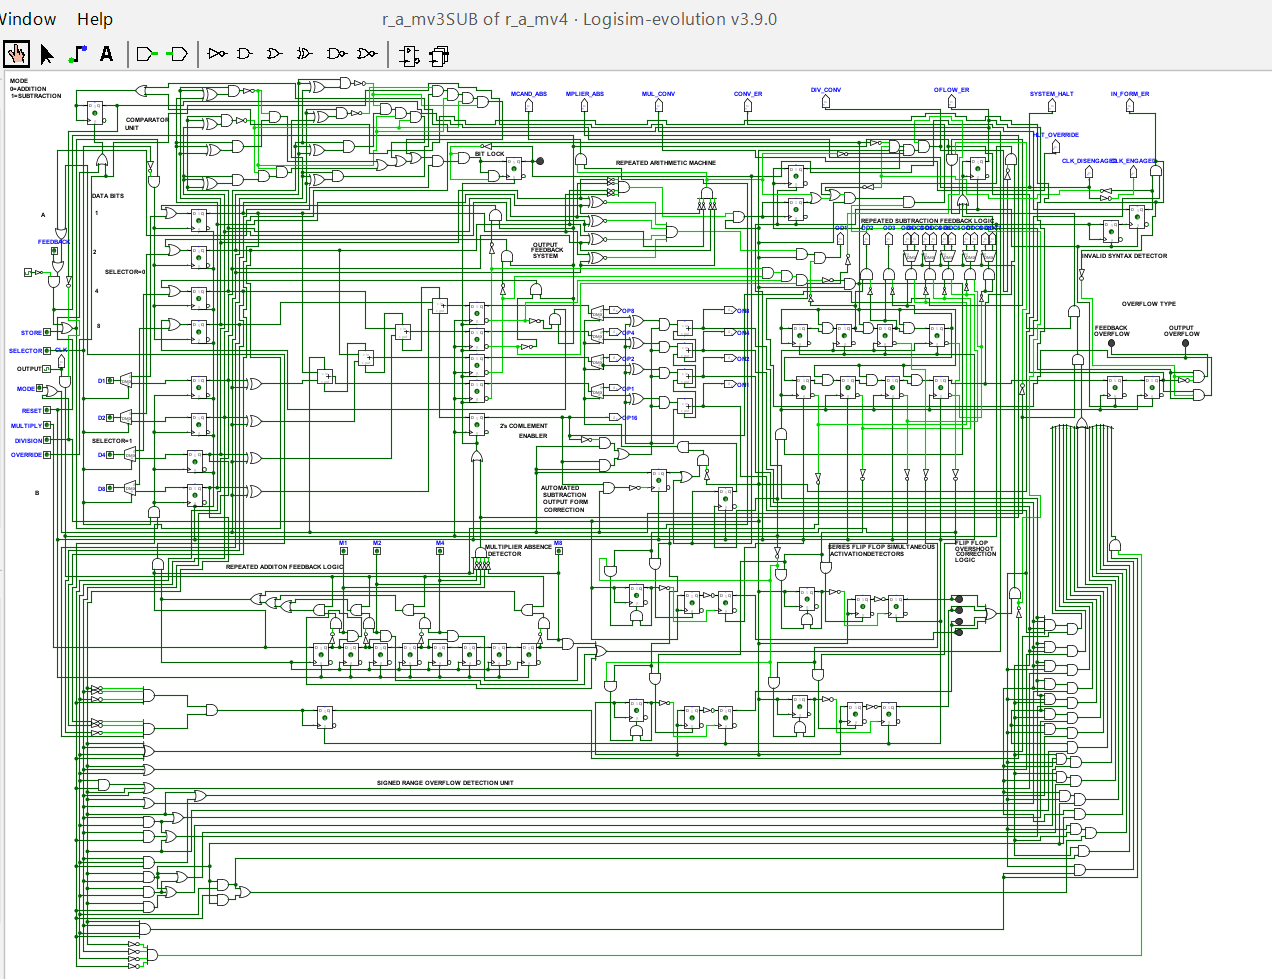 Window Help
r_a_mv3SUB of r_a_mv4 · Logisim-evolution v3.9.0
A
MODE
0=ADDITION
1=SUBTRACTION
MCAND_ABS
MPLIER_ABS
MUL_CONV
CONV_ER
DIV_CONV
OFLOW_ER
SYSTEM_HALT
IN_FORM_ER
COMPARATOR
UNIT
HLT_OVERRIDE
BIT LOCK
REPEATED ARITHMETIC MACHINE
CLK_ENGAGED
DATA BITS
A
1
REPEATED SUBTRACTION FEEDBACK LOGIC
FEEDBACK
2
OUTPUT
FEEDBACK
SYSTEM
INVALID SYNTAX DETECTOR
SELECTOR=0
4
OVERFLOW TYPE
OP8
8
STORE
OP4
FEEDBACK
OVERFLOW
OUTPUT
OVERFLOW
SELECTOR
CLK
OP2
OUTPUT
D1
MODE
OP1
RESET
MULTIPLY
D2
OP16
2's COMLEMENT
ENABLER
DIVISION
SELECTOR=1
OVERRIDE
D4
B
D8
AUTOMATED
SUBTRACTION
OUTPUT FORM
CORRECTION
M1
M2
M4
M8
MULTIPLIER ABSENCE
DETECTOR
SERIES FLIP FLOP SIMULTANEOUS
ACTIVATIONDETECTORS
FLIP FLOP
OVERSHOOT
CORRECTION
LOGIC
REPEATED ADDITON FEEDBACK LOGIC
SIGNED RANGE OVERFLOW DETECTION UNIT